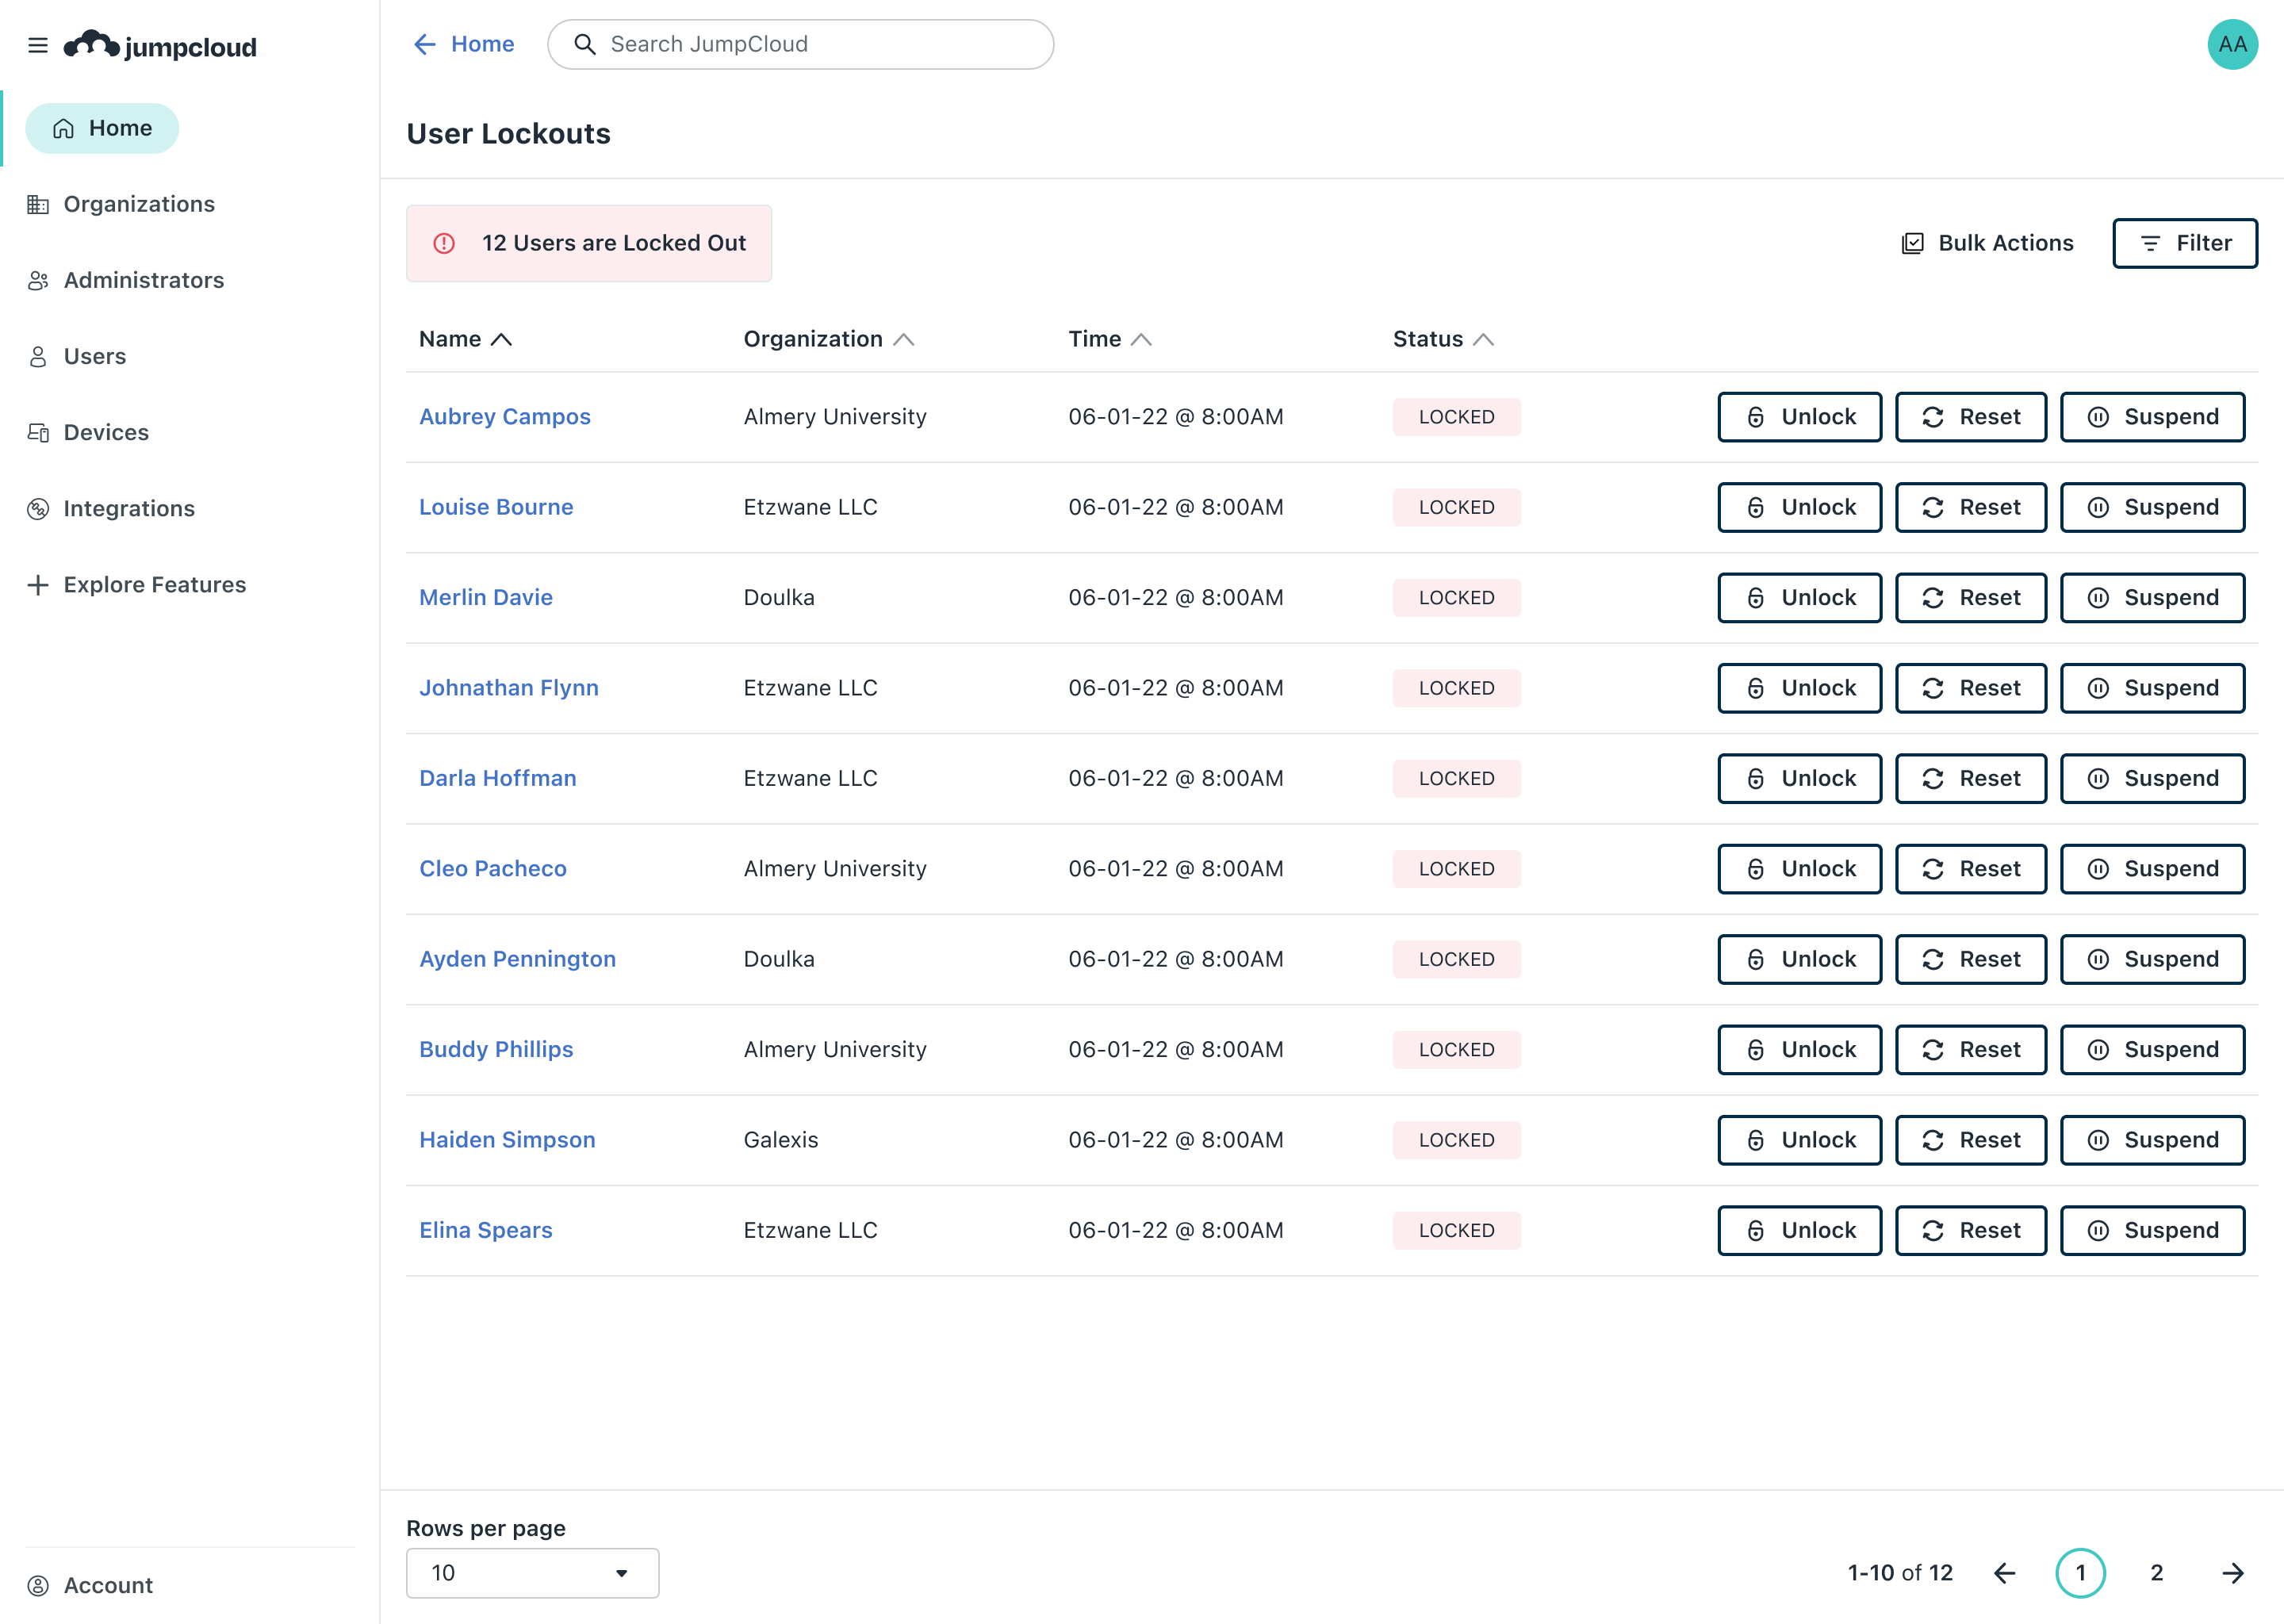 jumpcloud
Home
Organizations
Administrators
Users
Devices
Integrations
Explore Features
Account
Home
Search JumpCloud
AA
User Lockouts
12 Users are Locked Out
Bulk Actions
Filter
Name Organization Time Status
Aubrey Campos Almery University 06-01-22 @ 8:00AM LOCKED Unlock Reset Suspend
Louise Bourne Etzwane LLC 06-01-22 @ 8:00AM LOCKED Unlock Reset Suspend
Merlin Davie Doulka 06-01-22 @ 8:00AM LOCKED Unlock Reset Suspend
Johnathan Flynn Etzwane LLC 06-01-22 @ 8:00AM LOCKED Unlock Reset Suspend
Darla Hoffman Etzwane LLC 06-01-22 @ 8:00AM LOCKED Unlock Reset Suspend
Cleo Pacheco Almery University 06-01-22 @ 8:00AM LOCKED Unlock Reset Suspend
Ayden Pennington Doulka 06-01-22 @ 8:00AM LOCKED Unlock Reset Suspend
Buddy Phillips Almery University 06-01-22 @ 8:00AM LOCKED Unlock Reset Suspend
Haiden Simpson Galexis 06-01-22 @ 8:00AM LOCKED Unlock Reset Suspend
Elina Spears Etzwane LLC 06-01-22 @ 8:00AM LOCKED Unlock Reset Suspend
Rows per page
10
1-10 of 12 1 2